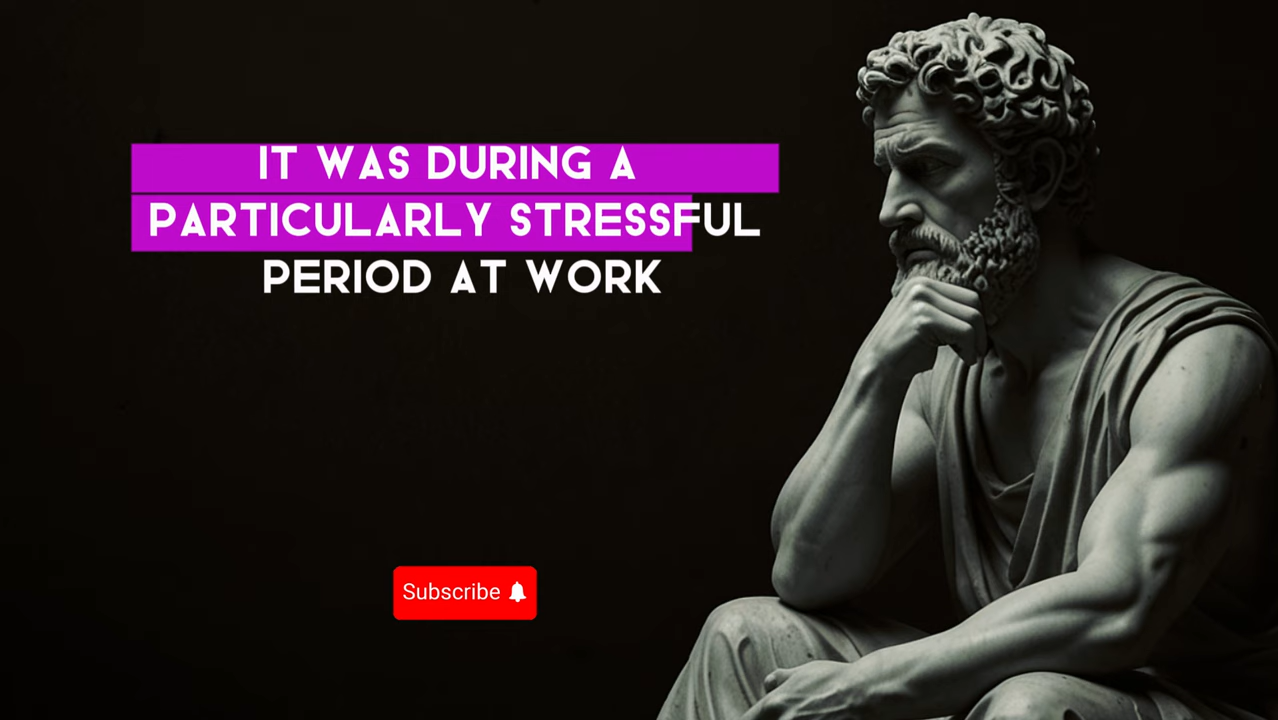 IT WAS DURING A
PARTICULARLY STRESSFUL
PERIOD AT WORK
Subscribe